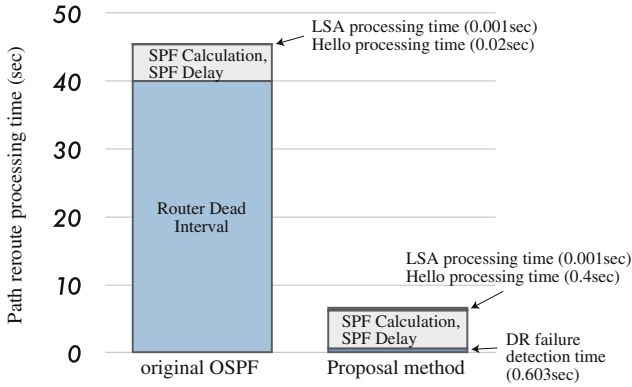 Path reroute processing time (sec)
50
40
30
20
10
0
LSA processing time (0.001sec)
Hello processing time (0.02sec)
SPF Calculation,
SPF Delay
Router Dead
Interval
LSA processing time (0.001sec)
Hello processing time (0.4sec)
SPF Calculation,
SPF Delay
DR failure
detection time
(0.603sec)
original OSPF
Proposal method